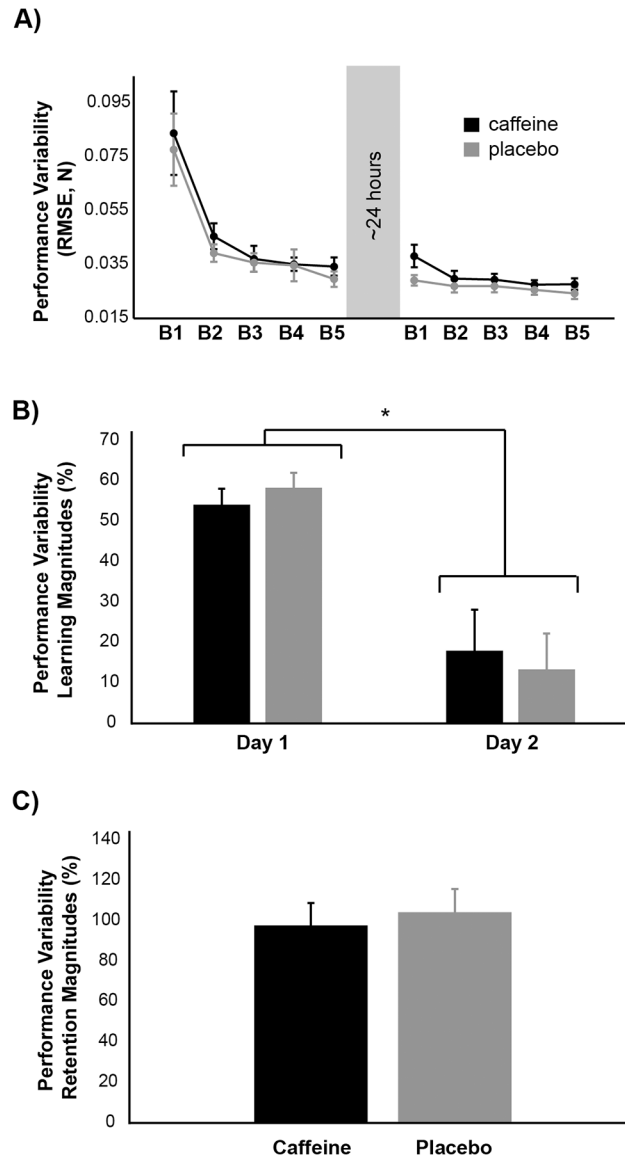 A)
Performance Variability
(RMSE, N)
0.095
0.075
0.055
0.035
0.015
caffeine
placebo
~24 hours
B1 B2 B3 B4 B5 B1 B2 B3 B4 B5
B)
Performance Variability
Learning Magnitudes (%)
70
60
50
40
30
20
10
0
*
Day 1 Day 2
C)
Performance Variability
Retention Magnitudes (%)
140
120
100
80
60
40
20
0
Caffeine Placebo